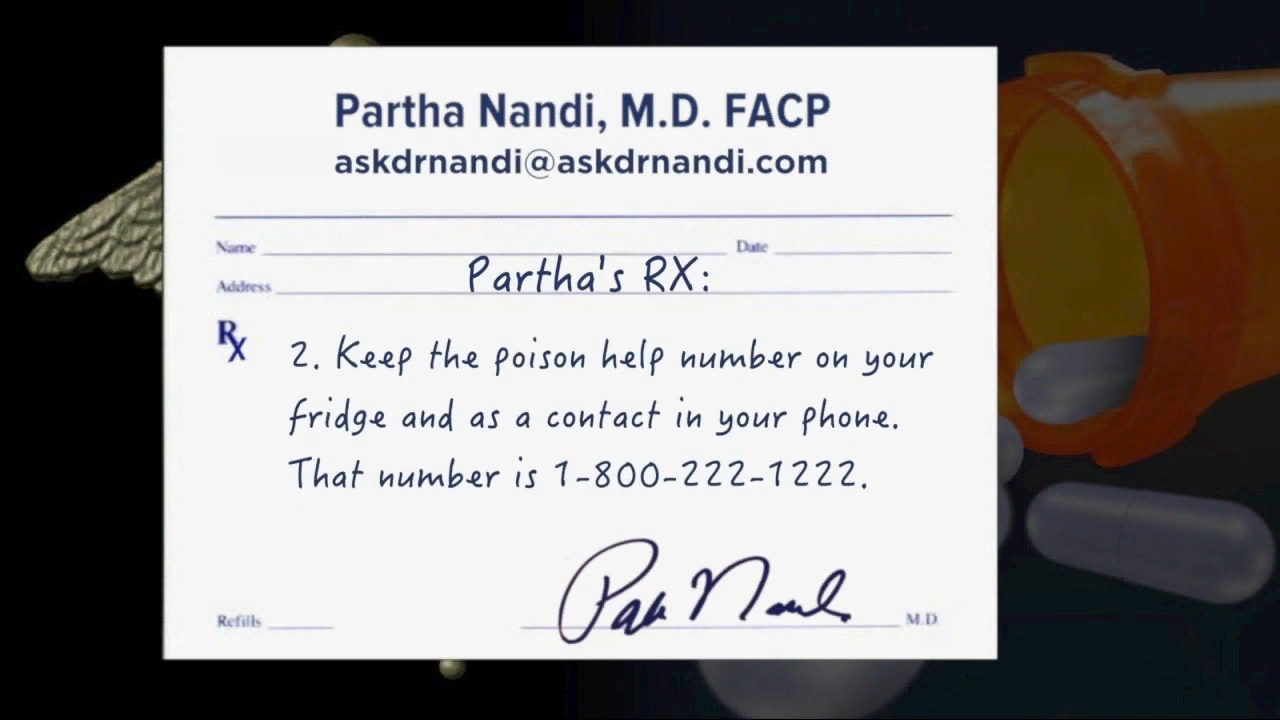 Partha Nandi, M.D. FACP
askdrnandi@askdrnandi.com
Name Date
Partha's RX:
Address
Rx
2. Keep the poison help number on your
fridge and as a contact in your phone.
That number is 1-800-222-1222.
Refills M.D.